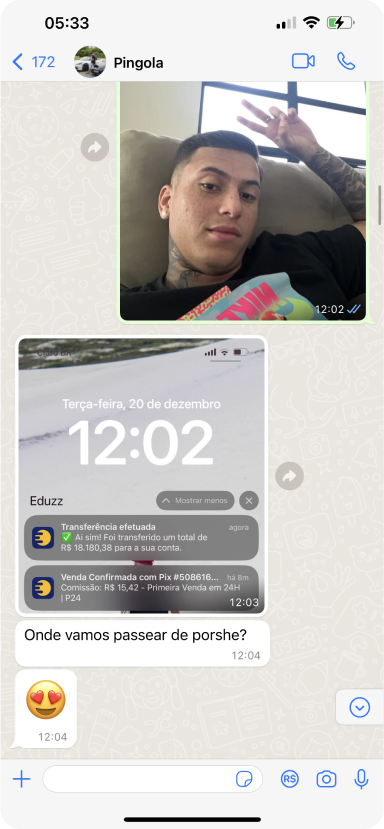 05:33
172
Pingola
12:02
Terça-feira, 20 de dezembro
12:02
Eduzz
Mostrar menos
Transferência efetuada
agora
Ai sim! Foi transferido um total de
R$ 18.180,38 para a sua conta.
Venda Confirmada com Pix #508616...
há 8m
Comissão: R$ 15,42 - Primeira Venda em 24H
| P24
12:03
Onde vamos passear de porshe?
12:04
12:04
R$